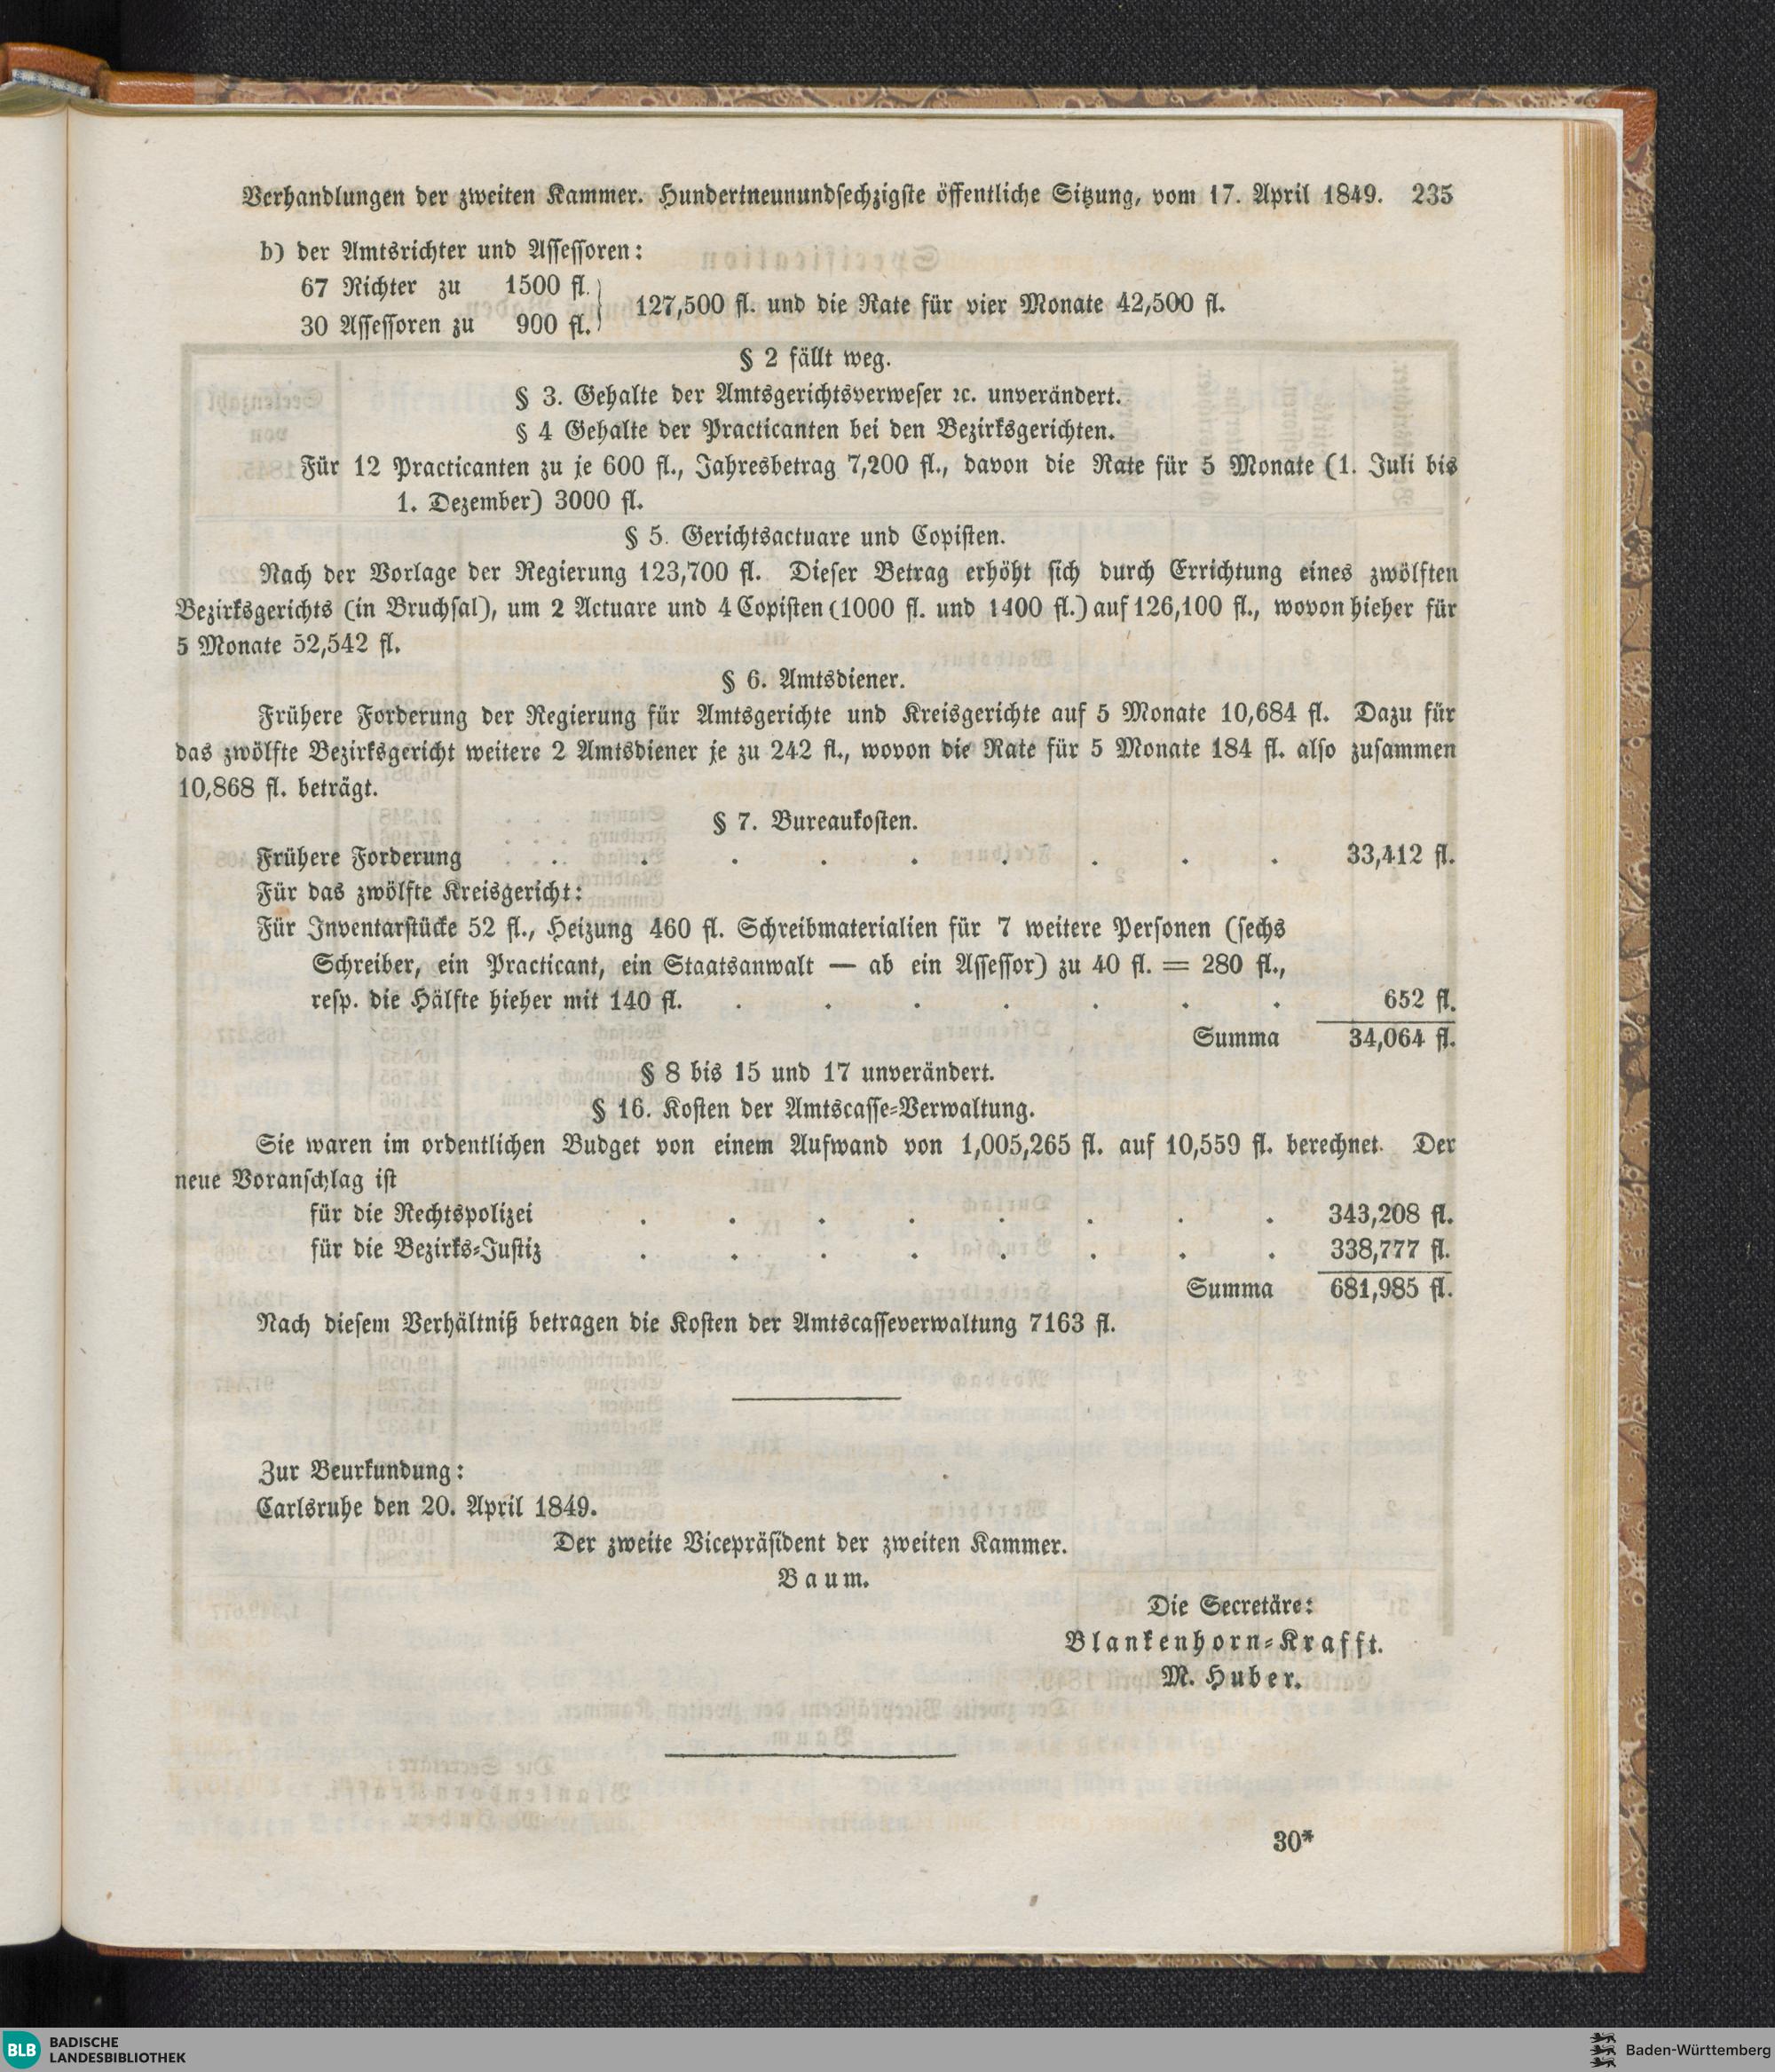 Verhandlungen der zweiten Kammer. Hundertneunundsechzigste öffentliche Sitzung, vom 17. April 1849. 235
b) der Amtsrichter und Assessoren:
67 Richter zu 1500 fl.
30 Assessoren zu 900 fl. } 127,500 fl. und die Rate für vier Monate 42,500 fl.
§ 2 fällt weg.
§ 3. Gehalte der Amtsgerichtsverweser ꝛc. unverändert.
§ 4 Gehalte der Practicanten bei den Bezirksgerichten.
Für 12 Practicanten zu je 600 fl., Jahresbetrag 7,200 fl., davon die Rate für 5 Monate (1. Juli bis
1. Dezember) 3000 fl.
§ 5. Gerichtsactuare und Copisten.
Nach der Vorlage der Regierung 123,700 fl. Dieser Betrag erhöht sich durch Errichtung eines zwölften
Bezirksgerichts (in Bruchsal), um 2 Actuare und 4 Copisten (1000 fl. und 1400 fl.) auf 126,100 fl., wovon hieher für
5 Monate 52,542 fl.
§ 6. Amtsdiener.
Frühere Forderung der Regierung für Amtsgerichte und Kreisgerichte auf 5 Monate 10,684 fl. Dazu für
das zwölfte Bezirksgericht weitere 2 Amtsdiener je zu 242 fl., wovon die Rate für 5 Monate 184 fl. also zusammen
10,868 fl. beträgt.
§ 7. Bureaukosten.
Frühere Forderung . . . . . . . . . 33,412 fl.
Für das zwölfte Kreisgericht:
Für Inventarstücke 52 fl., Heizung 460 fl. Schreibmaterialien für 7 weitere Personen (sechs
Schreiber, ein Practicant, ein Staatsanwalt — ab ein Assessor) zu 40 fl. = 280 fl.,
resp. die Hälfte hieher mit 140 fl. . . . . . . . 652 fl.
Summa 34,064 fl.
§ 8 bis 15 und 17 unverändert.
§ 16. Kosten der Amtscasse-Verwaltung.
Sie waren im ordentlichen Budget von einem Aufwand von 1,005,265 fl. auf 10,559 fl. berechnet. Der
neue Voranschlag ist
für die Rechtspolizei . . . . . . . . 343,208 fl.
für die Bezirks-Justiz . . . . . . . . 338,777 fl.
Summa 681,985 fl.
Nach diesem Verhältniß betragen die Kosten der Amtscasseverwaltung 7163 fl.
Zur Beurkundung:
Carlsruhe den 20. April 1849.
Der zweite Vicepräsident der zweiten Kammer.
Baum.
Die Secretäre:
Blankenhorn-Krafft.
M. Huber.
30*
BLB BADISCHE
LANDESBIBLIOTHEK
Baden-Württemberg